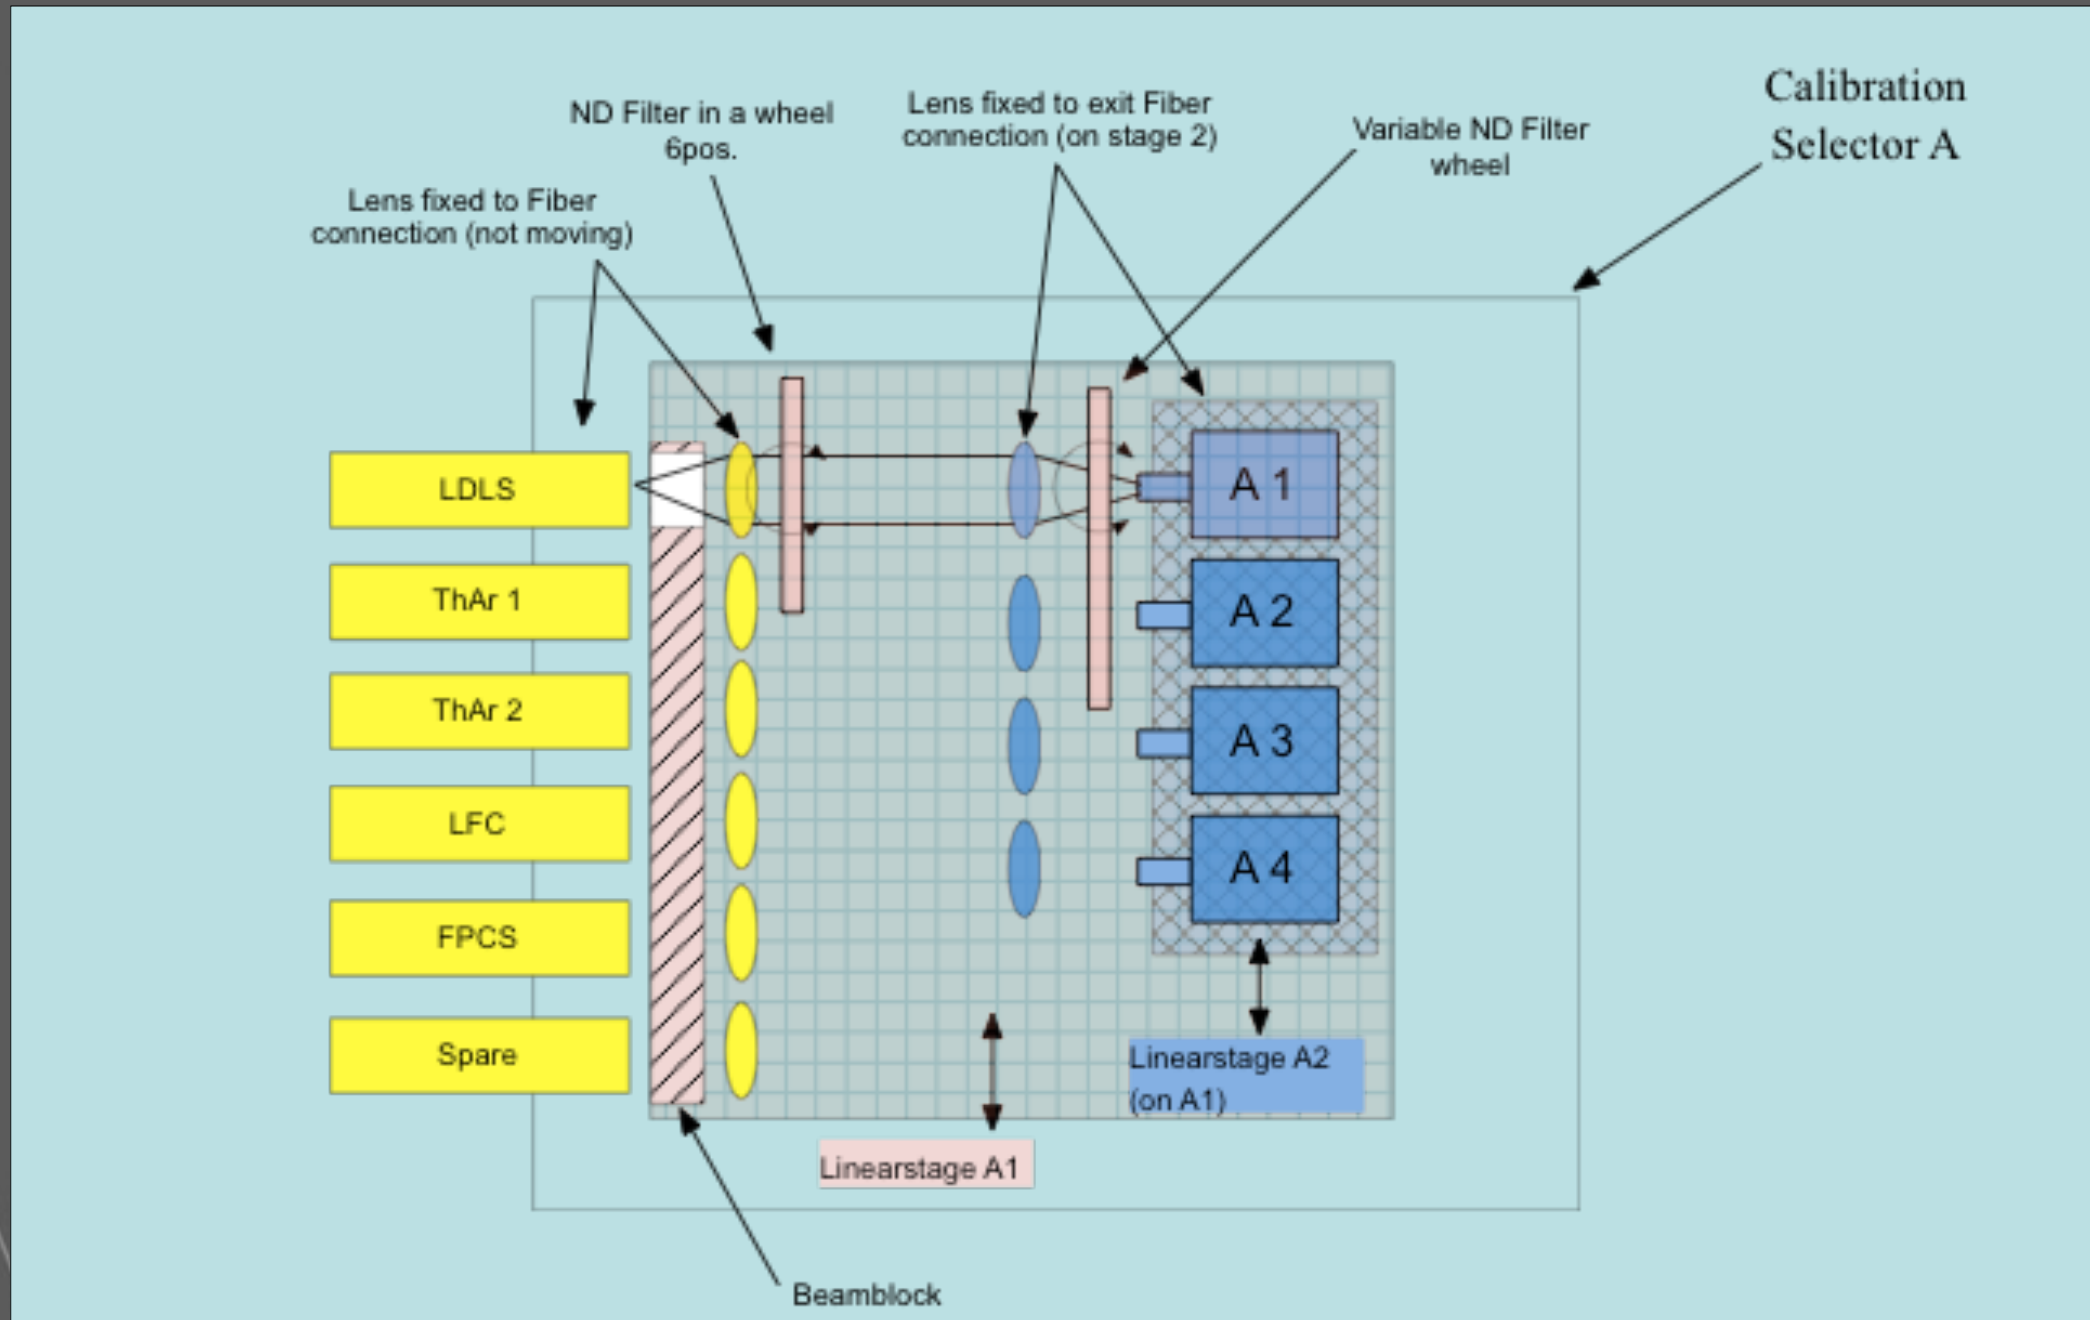 Calibration
Selector A
ND Filter in a wheel
6pos.
Lens fixed to exit Fiber
connection (on stage 2)
Variable ND Filter
wheel
Lens fixed to Fiber
connection (not moving)
LDLS
ThAr 1
ThAr 2
LFC
FPCS
Spare
A 1
A 2
A 3
A 4
Linearstage A2
(on A1)
Linearstage A1
Beamblock